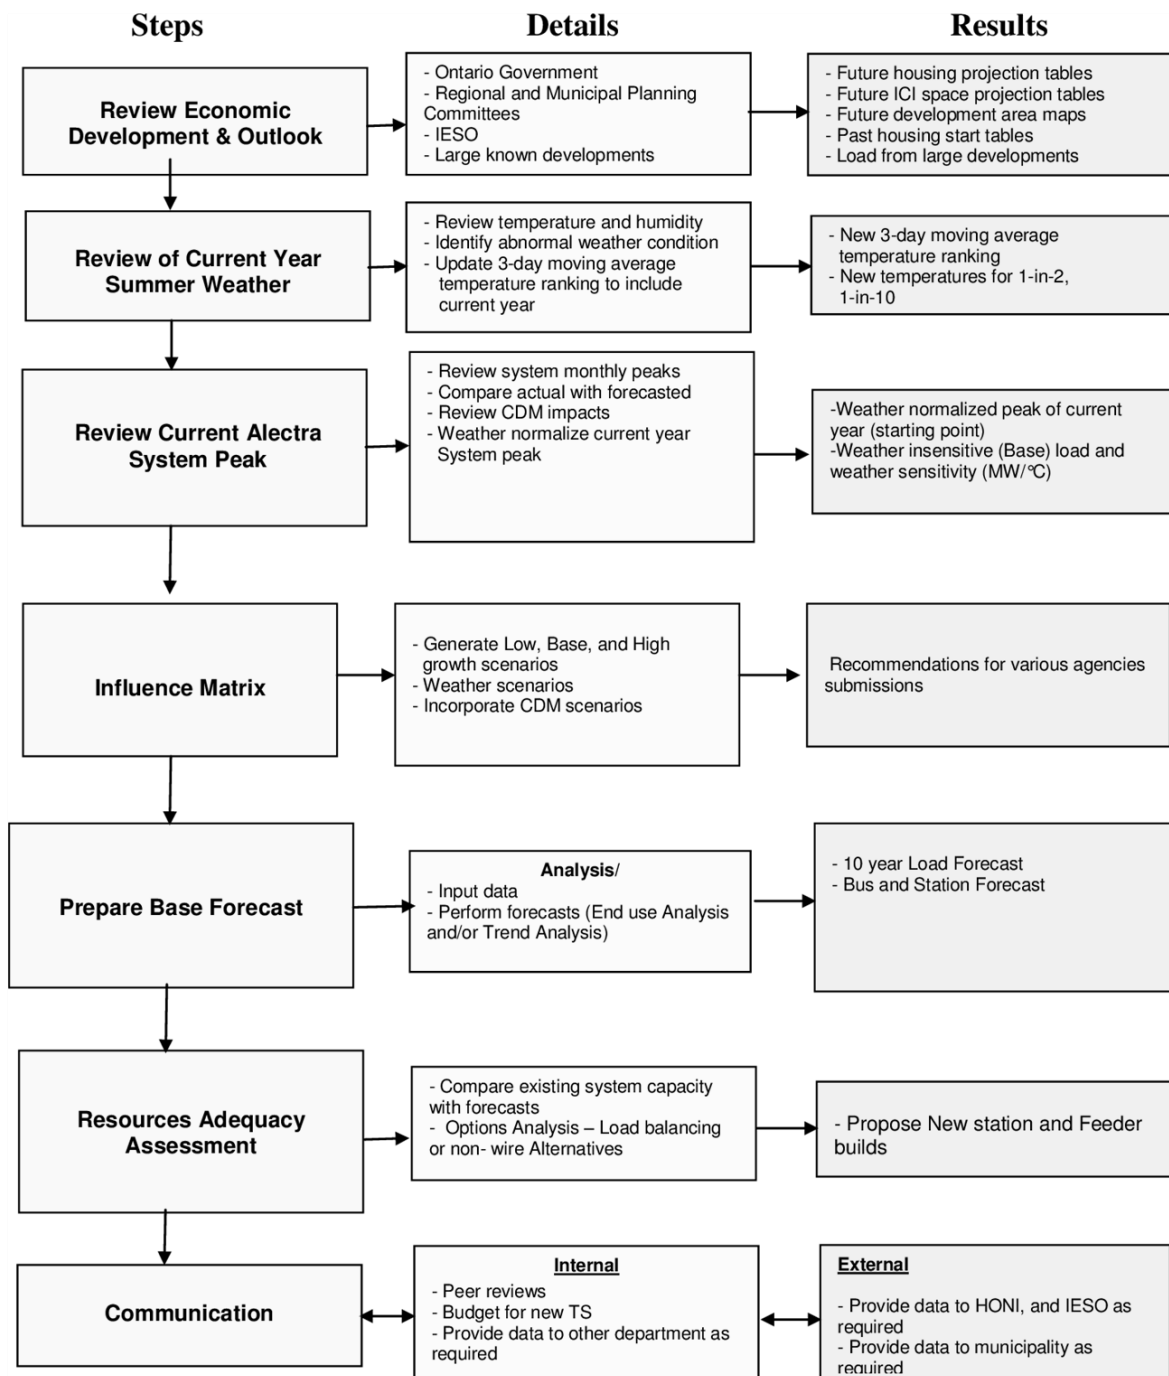 Steps
Details
Results
Review Economic
Development & Outlook
- Ontario Government
- Regional and Municipal Planning
Committees
- IESO
- Large known developments
- Future housing projection tables
- Future ICI space projection tables
- Future development area maps
- Past housing start tables
- Load from large developments
Review of Current Year
Summer Weather
- Review temperature and humidity
- Identify abnormal weather condition
- Update 3-day moving average
temperature ranking to include
current year
- New 3-day moving average
temperature ranking
- New temperatures for 1-in-2,
1-in-10
Review Current Alectra
System Peak
- Review system monthly peaks
- Compare actual with forecasted
- Review CDM impacts
- Weather normalize current year
System peak
-Weather normalized peak of current
year (starting point)
-Weather insensitive (Base) load and
weather sensitivity (MW/°C)
Influence Matrix
- Generate Low, Base, and High
growth scenarios
- Weather scenarios
- Incorporate CDM scenarios
Recommendations for various agencies
submissions
Prepare Base Forecast
Analysis/
- Input data
- Perform forecasts (End use Analysis
and/or Trend Analysis)
- 10 year Load Forecast
- Bus and Station Forecast
Resources Adequacy
Assessment
- Compare existing system capacity
with forecasts
- Options Analysis – Load balancing
or non- wire Alternatives
- Propose New station and Feeder
builds
Communication
Internal
- Peer reviews
- Budget for new TS
- Provide data to other department as
required
External
- Provide data to HONI, and IESO as
required
- Provide data to municipality as
required